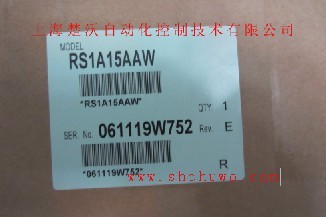 上海楚沃自动化控制技术有限公司
MODEL
RS1A15AAW
*RS1A15AAW*
QTY. 1
SER. No. 061119W752 Rev. E
*061119W752*
R
www.shchuwo.com